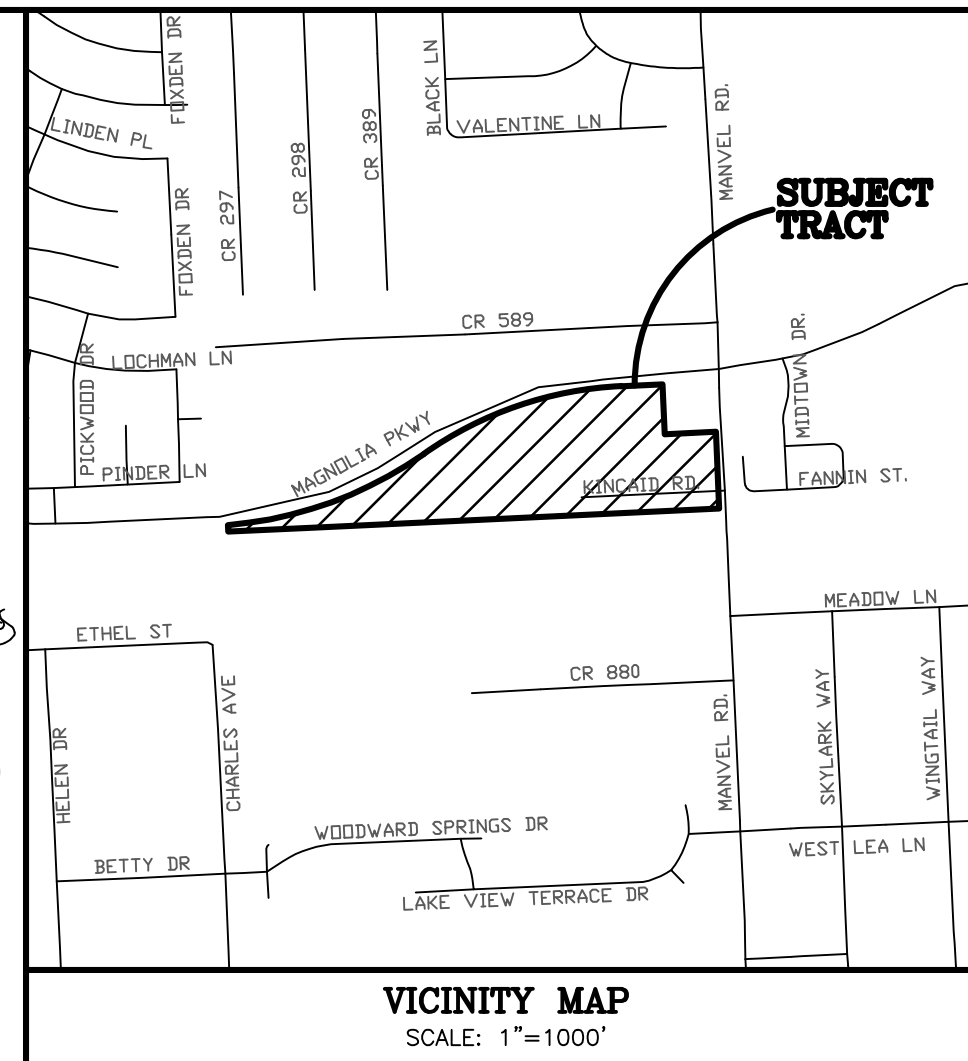 FOXDEN DR
BLACK LN
LINDEN PL
VALENTINE LN
MANVEL RD.
CR 389
CR 298
CR 297
FOXDEN DR
SUBJECT
TRACT
CR 589
MIDTOWN DR.
LOCHMAN LN
PICKWOOD DR
MAGNOLIA PKWY
PINDER LN
KINCAID RD.
FANNIN ST.
MEADOW LN
ETHEL ST
CR 880
CHARLES AVE
SKYLARK WAY
WINGTAIL WAY
MANVEL RD.
HELEN DR
WOODWARD SPRINGS DR
WEST LEA LN
BETTY DR
LAKE VIEW TERRACE DR
VICINITY MAP
SCALE: 1"=1000'